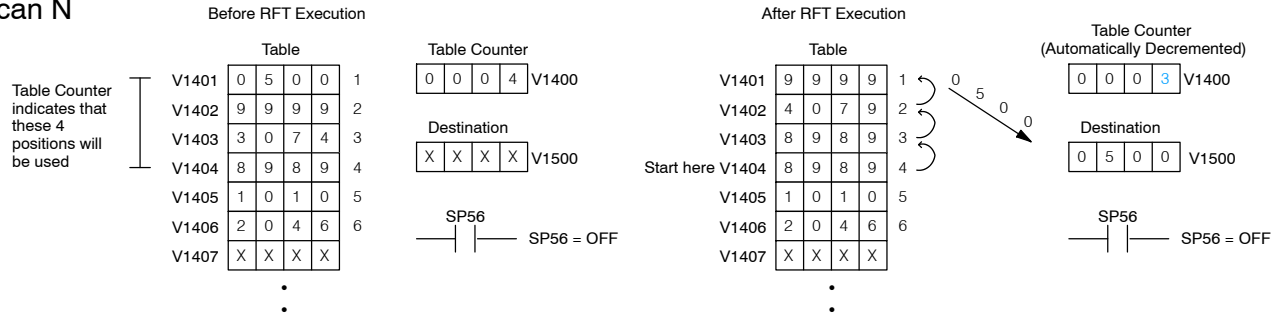 can N
Before RFT Execution
Table
Table Counter indicates that these 4 positions will be used
V1401 0 5 0 0 1
V1402 9 9 9 9 2
V1403 3 0 7 4 3
V1404 8 9 8 9 4
V1405 1 0 1 0 5
V1406 2 0 4 6 6
V1407 X X X X
Table Counter
0 0 0 4 V1400
Destination
X X X X V1500
SP56
SP56 = OFF
After RFT Execution
Table
V1401 9 9 9 9 1
V1402 4 0 7 9 2
V1403 8 9 8 9 3
Start here V1404 8 9 8 9 4
V1405 1 0 1 0 5
V1406 2 0 4 6 6
V1407 X X X X
0 5 0 0
Table Counter
(Automatically Decremented)
0 0 0 3 V1400
Destination
0 5 0 0 V1500
SP56
SP56 = OFF